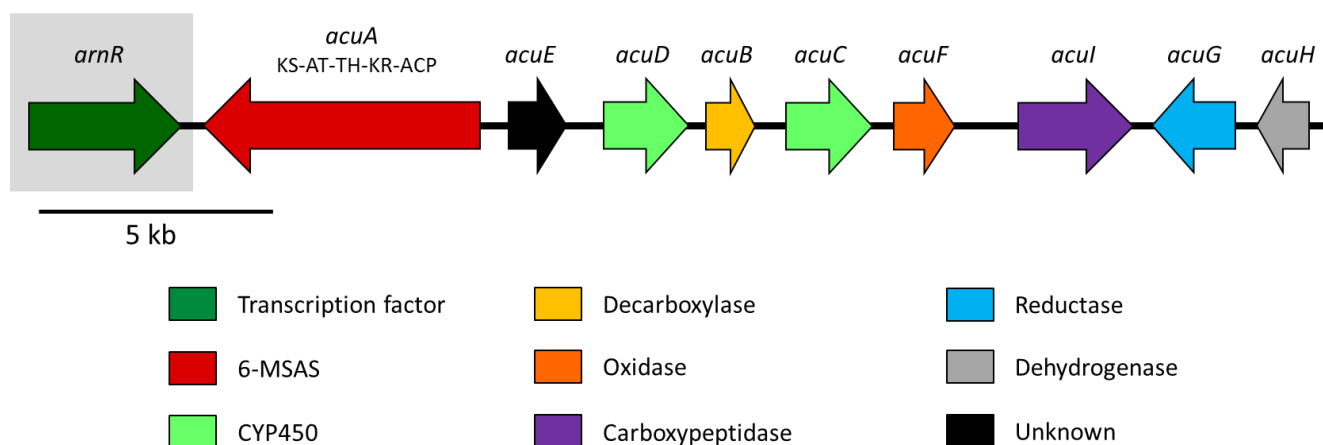 arnR
acuA
KS-AT-TH-KR-ACP
acuE
acuD
acuB
acuC
acuF
acuI
acuG
acuH
5 kb
Transcription factor
Decarboxylase
Reductase
6-MSAS
Oxidase
Dehydrogenase
CYP450
Carboxypeptidase
Unknown